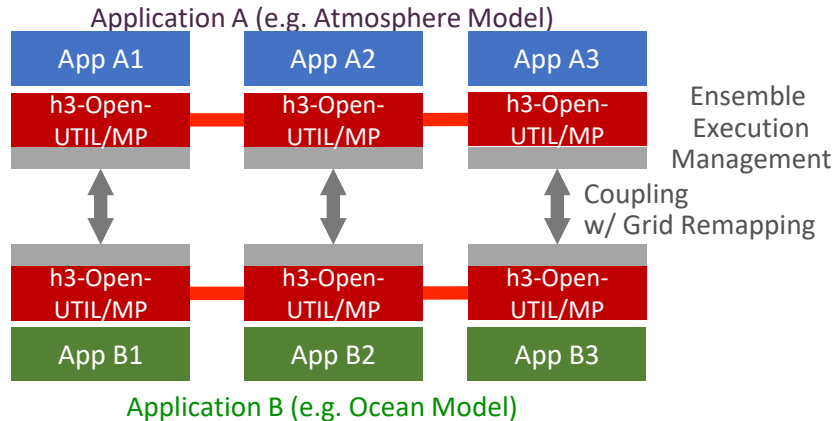 Application A (e.g. Atmosphere Model)
App A1
App A2
App A3
h3-Open-
UTIL/MP
h3-Open-
UTIL/MP
h3-Open-
UTIL/MP
Ensemble
Execution
Management
Coupling
w/ Grid Remapping
h3-Open-
UTIL/MP
h3-Open-
UTIL/MP
h3-Open-
UTIL/MP
App B1
App B2
App B3
Application B (e.g. Ocean Model)